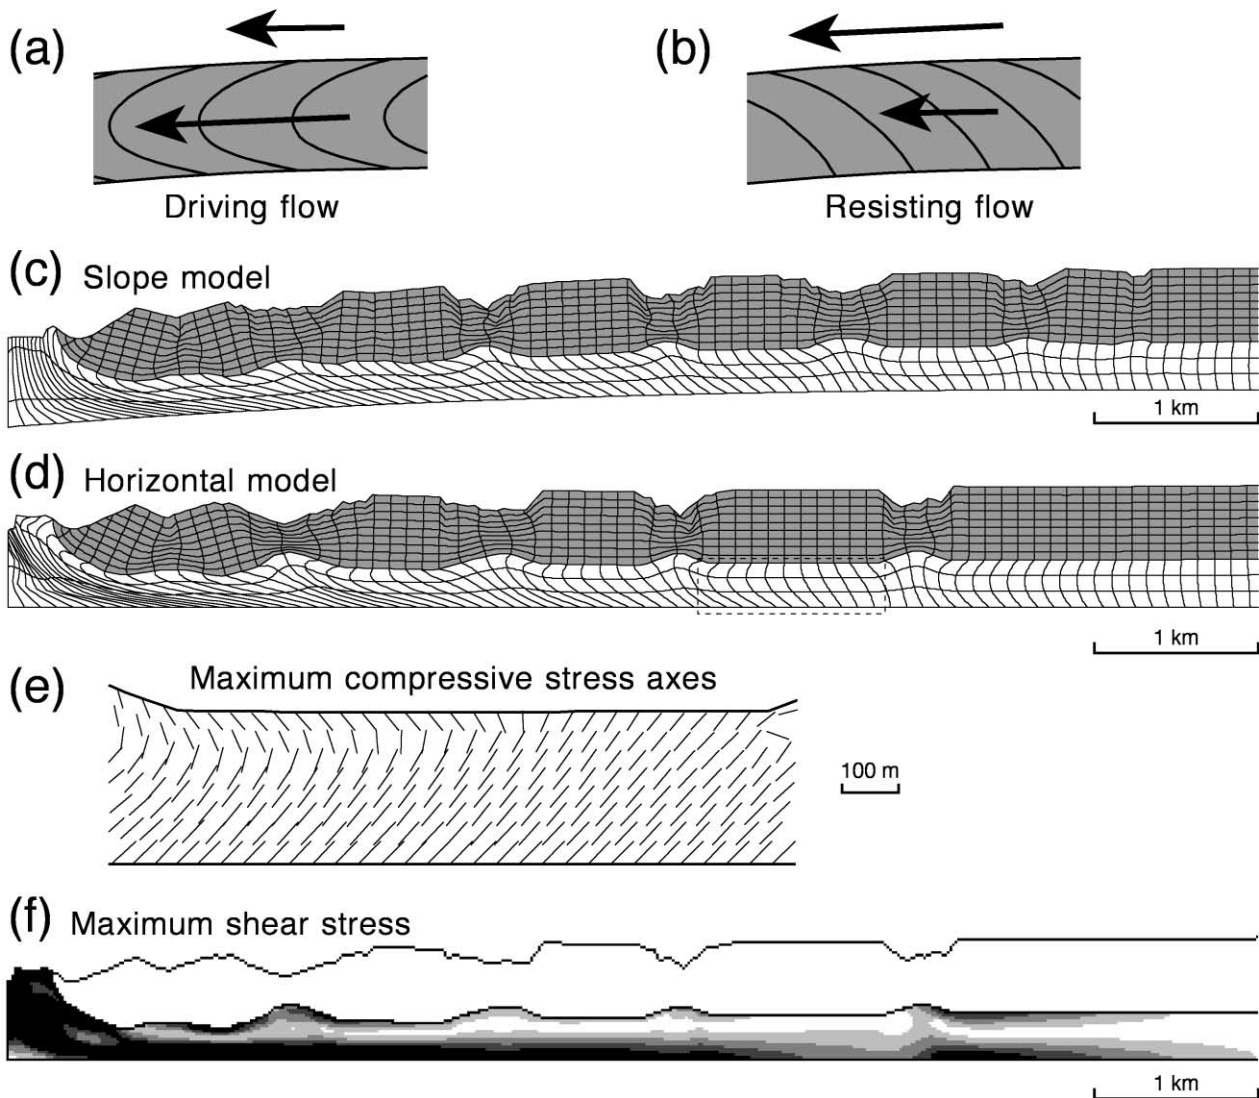 (a)
(b)
Driving flow
Resisting flow
(c) Slope model
1 km
(d) Horizontal model
1 km
(e) Maximum compressive stress axes
100 m
(f) Maximum shear stress
1 km